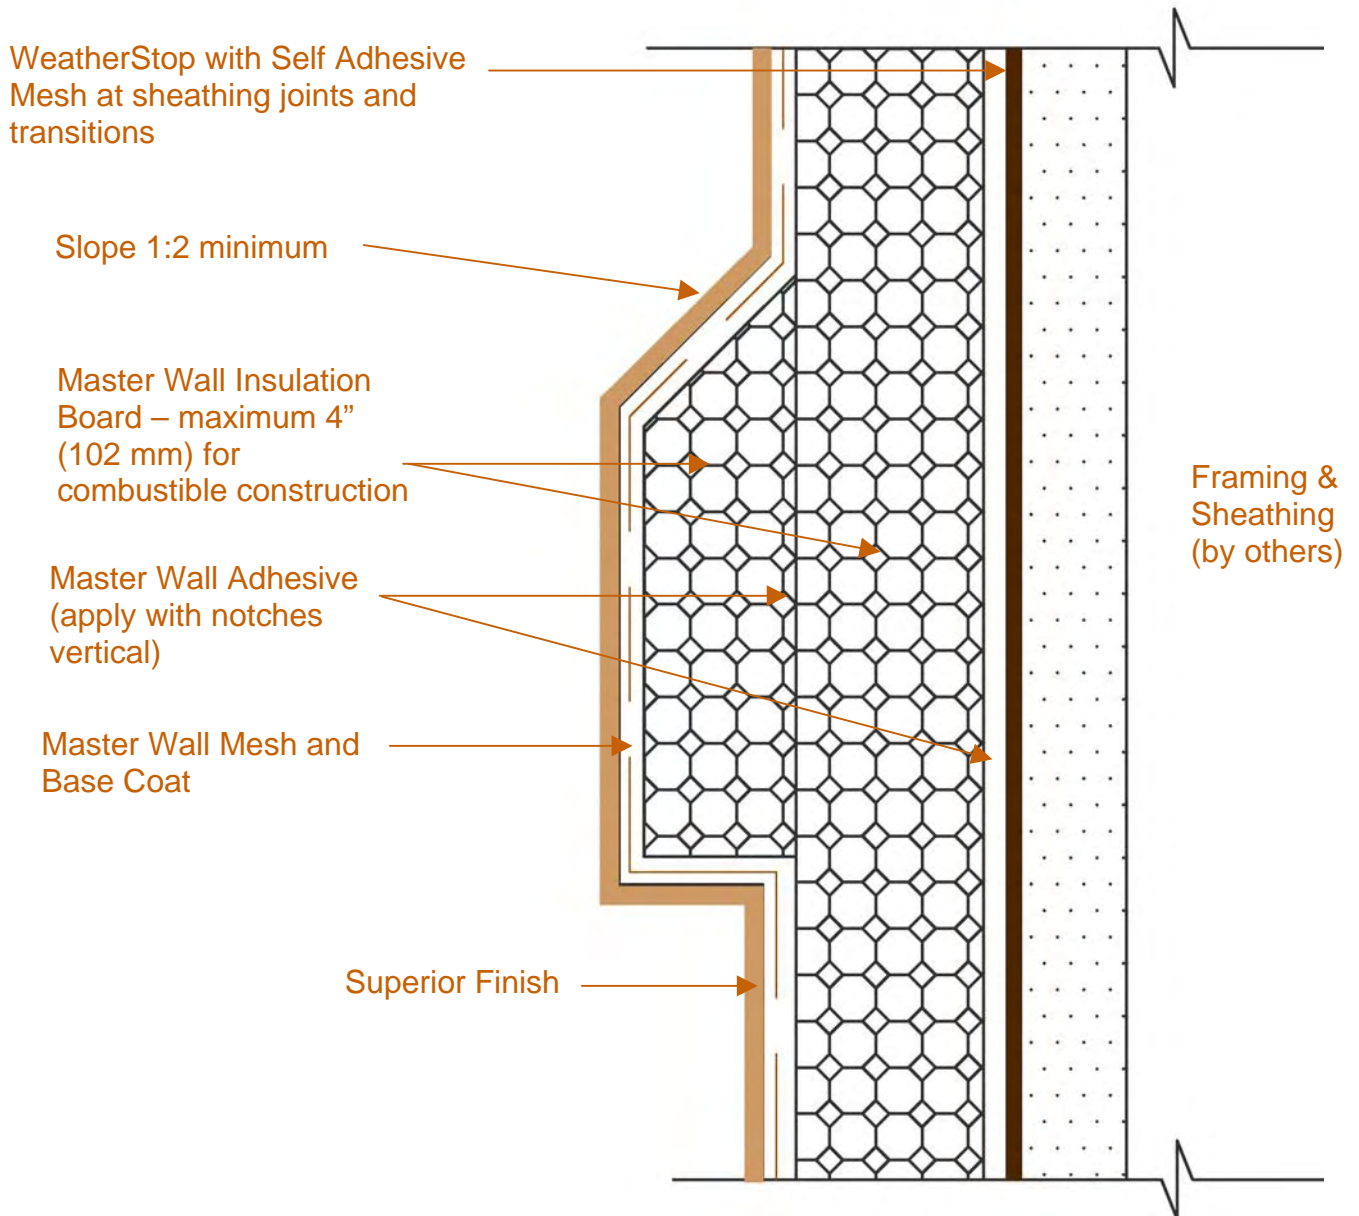 WeatherStop with Self Adhesive
Mesh at sheathing joints and
transitions
Slope 1:2 minimum
Master Wall Insulation
Board – maximum 4”
(102 mm) for
combustible construction
Master Wall Adhesive
(apply with notches
vertical)
Master Wall Mesh and
Base Coat
Superior Finish
Framing &
Sheathing
(by others)